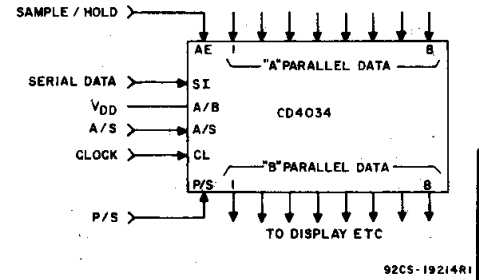 SAMPLE / HOLD
AE 1 8
"A" PARALLEL DATA
SERIAL DATA SI
VDD A/B
CD4034
A/S A/S
CLOCK CL
"B" PARALLEL DATA
P/S 1 8
P/S
TO DISPLAY ETC
92CS-19214R1